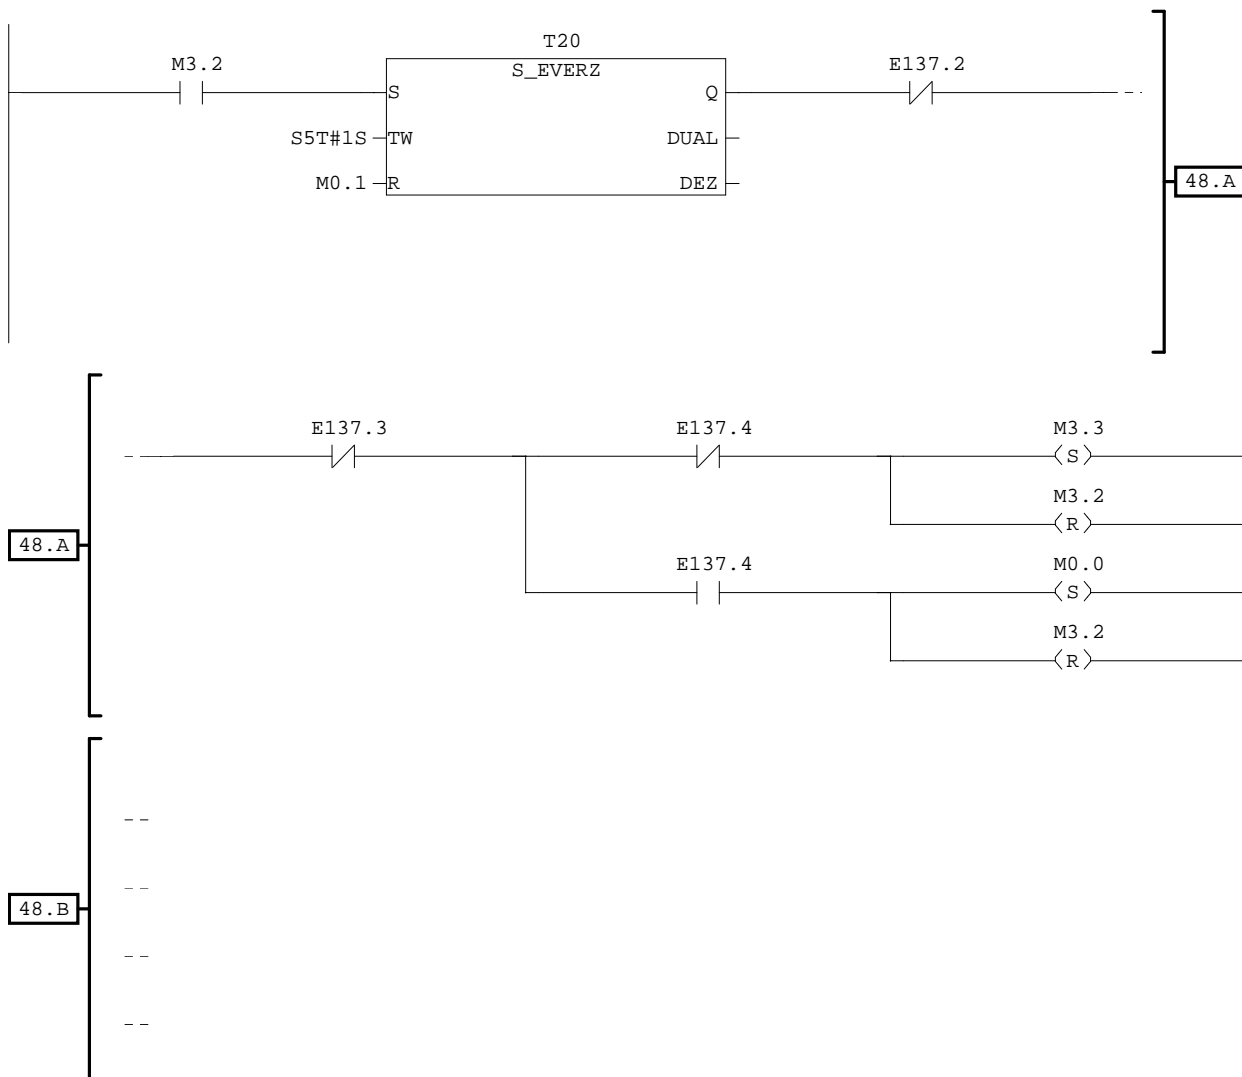 T20
M3.2 S_EVERZ E137.2
S Q
S5T#1S TW DUAL
M0.1 R DEZ
48.A
E137.3 E137.4 M3.3
S
M3.2
R
48.A
E137.4 M0.0
S
M3.2
R
48.B